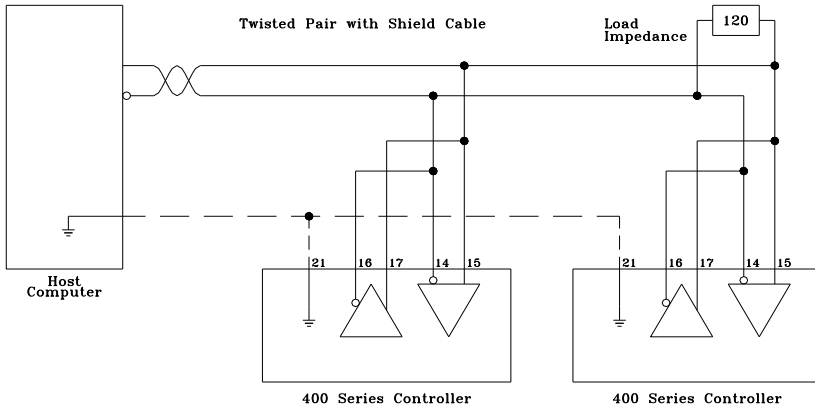 Twisted Pair with Shield Cable
Load
Impedance
120
21
16
17
14
15
21
16
17
14
15
Host
Computer
400 Series Controller
400 Series Controller